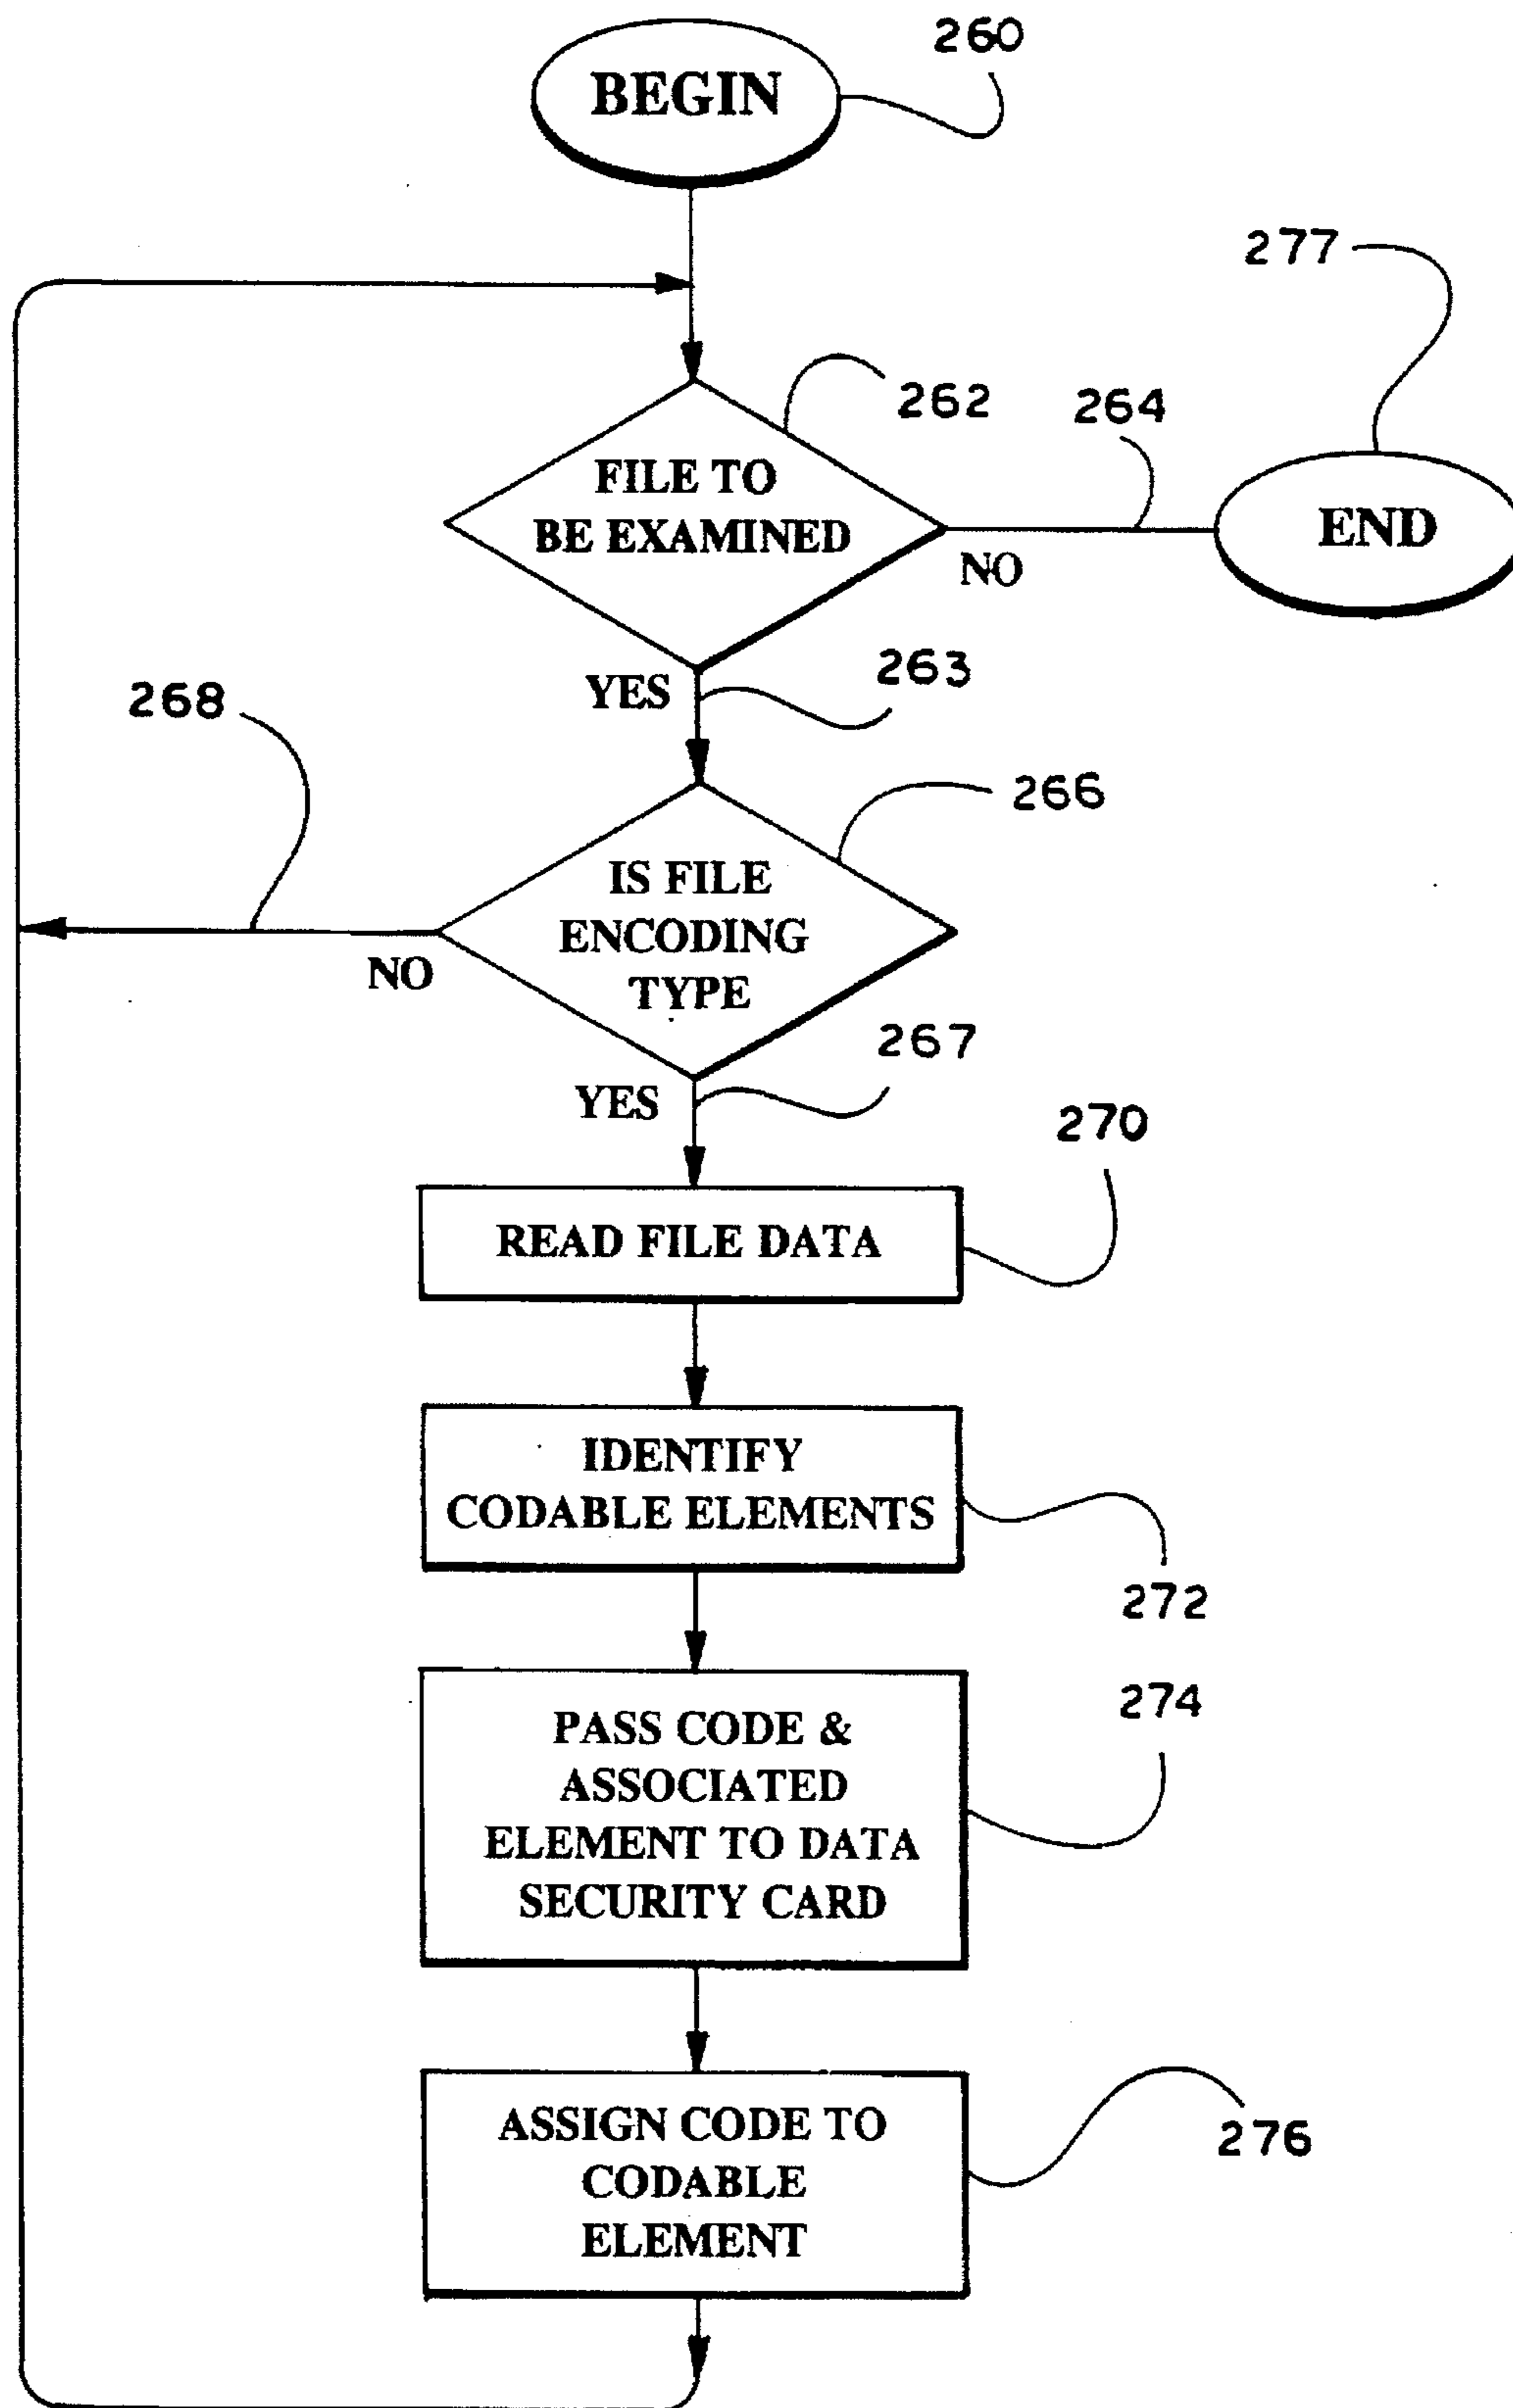 260
BEGIN
277
262
264
FILE TO
BE EXAMINED
END
NO
263
YES
268
266
IS FILE
ENCODING
TYPE
NO
267
YES
270
READ FILE DATA
IDENTIFY
CODABLE ELEMENTS
272
274
PASS CODE &
ASSOCIATED
ELEMENT TO DATA
SECURITY CARD
ASSIGN CODE TO
CODABLE
ELEMENT
276